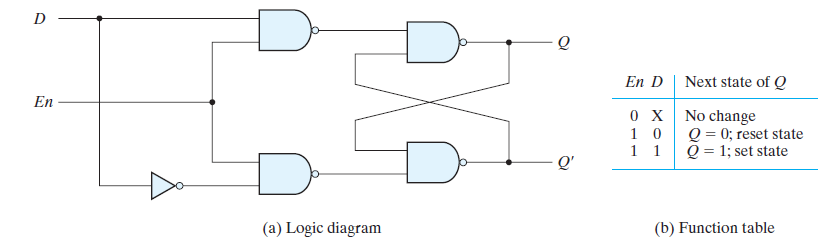 D
Q
En
Q'
(a) Logic diagram
En D Next state of Q
0 X No change
1 0 Q = 0; reset state
1 1 Q = 1; set state
(b) Function table